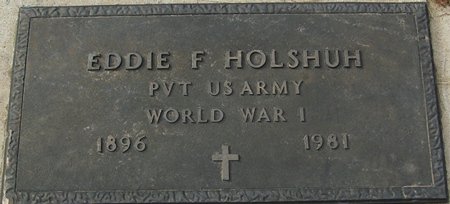 EDDIE F HOLSHUH
PVT US ARMY
WORLD WAR I
1896 1981